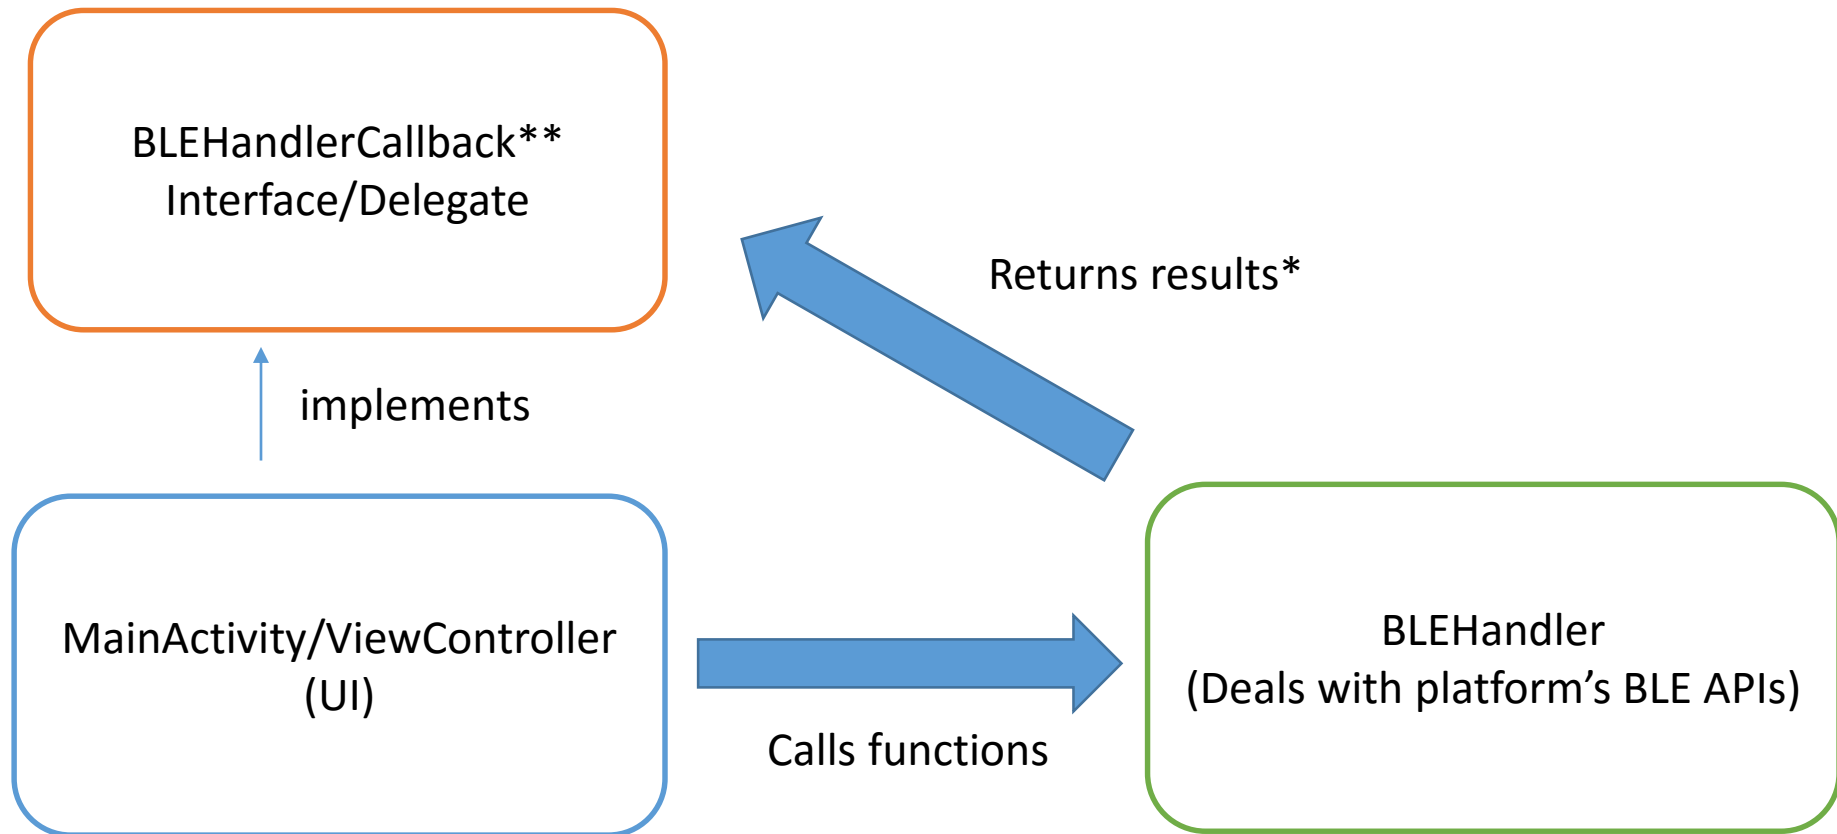 BLEHandlerCallback**
Interface/Delegate
Returns results*
implements
MainActivity/ViewController
(UI)
Calls functions
BLEHandler
(Deals with platform’s BLE APIs)